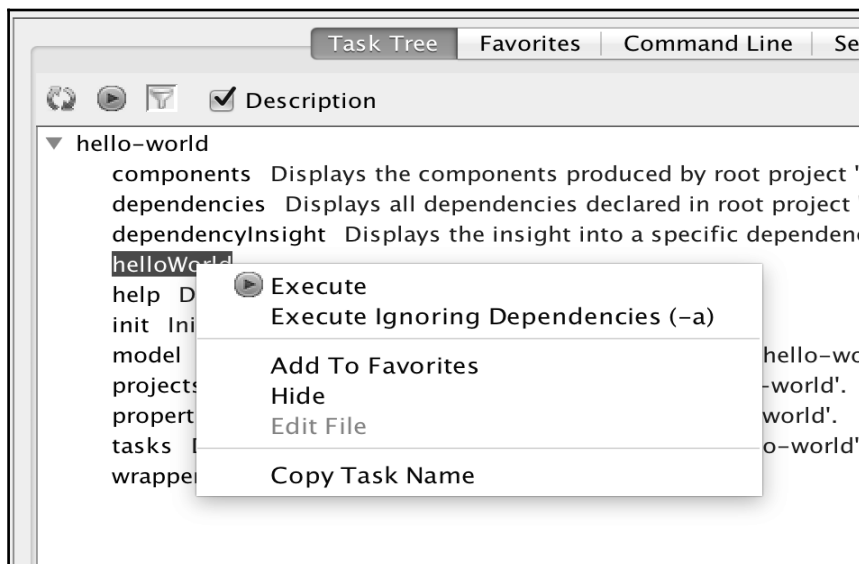 Task Tree Favorites Command Line
Description
hello-world
components Displays the components produced by root project '
dependencies Displays all dependencies declared in root project '
dependencyInsight Displays the insight into a specific
helloWorld
Execute
help
Execute Ignoring Dependencies (-a)
init
model hello-wo
Add To Favorites
projects -world'.
Hide
world'.
Edit File
tasks o-world'
Copy Task Name